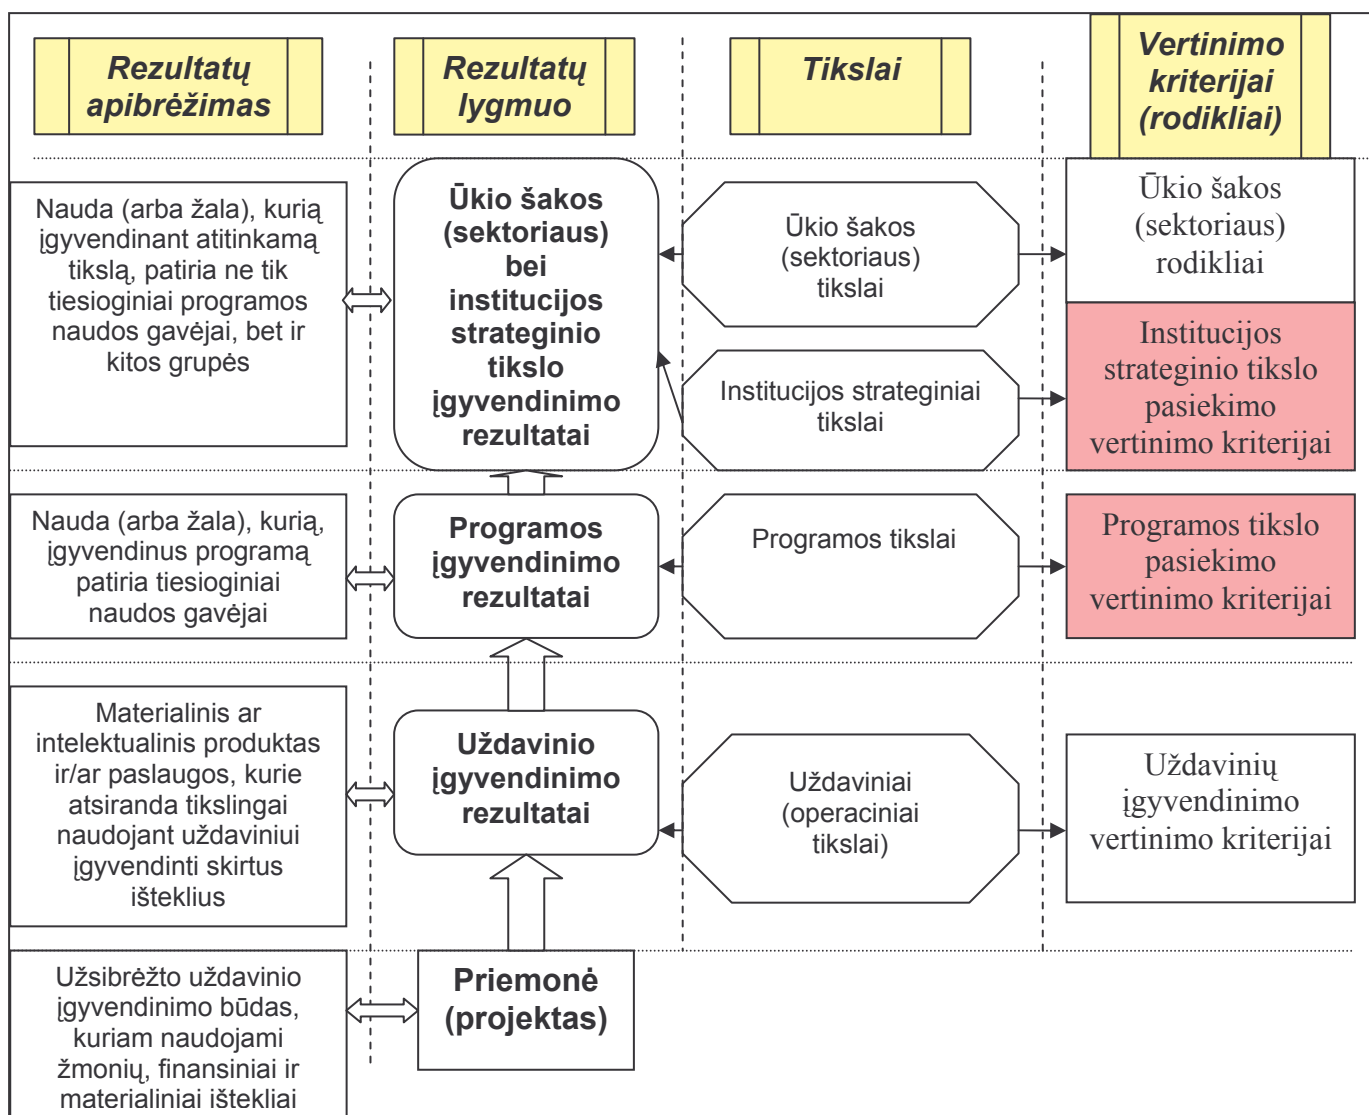 Rezultatų
apibrėžimas
Rezultatų
lygmuo
Tikslai
Vertinimo
kriterijai
(rodikliai)
Nauda (arba žala), kurią
įgyvendinant atitinkamą
tikslą, patiria ne tik
tiesioginiai programos
naudos gavėjai, bet ir
kitos grupės
Ūkio šakos
(sektoriaus)
bei
institucijos
strateginio
tikslo
įgyvendinimo
rezultatai
Ūkio šakos
(sektoriaus)
tikslai
Ūkio šakos
(sektoriaus)
rodikliai
Institucijos strateginiai
tikslai
Institucijos
strateginio tikslo
pasiekimo
vertinimo kriterijai
Nauda (arba žala), kurią,
įgyvendinus programą
patiria tiesioginiai
naudos gavėjai
Programos
įgyvendinimo
rezultatai
Programos tikslai
Programos tikslo
pasiekimo
vertinimo kriterijai
Materialinis ar
intelektualinis produktas
ir/ar paslaugos, kurie
atsiranda tikslingai
naudojant uždaviniui
įgyvendinti skirtus
išteklius
Uždavinio
įgyvendinimo
rezultatai
Uždaviniai
(operaciniai
tikslai)
Uždavinių
įgyvendinimo
vertinimo kriterijai
Užsibrėžto uždavinio
įgyvendinimo būdas,
kuriam naudojami
žmonių, finansiniai ir
materialiniai ištekliai
Priemonė
(projektas)